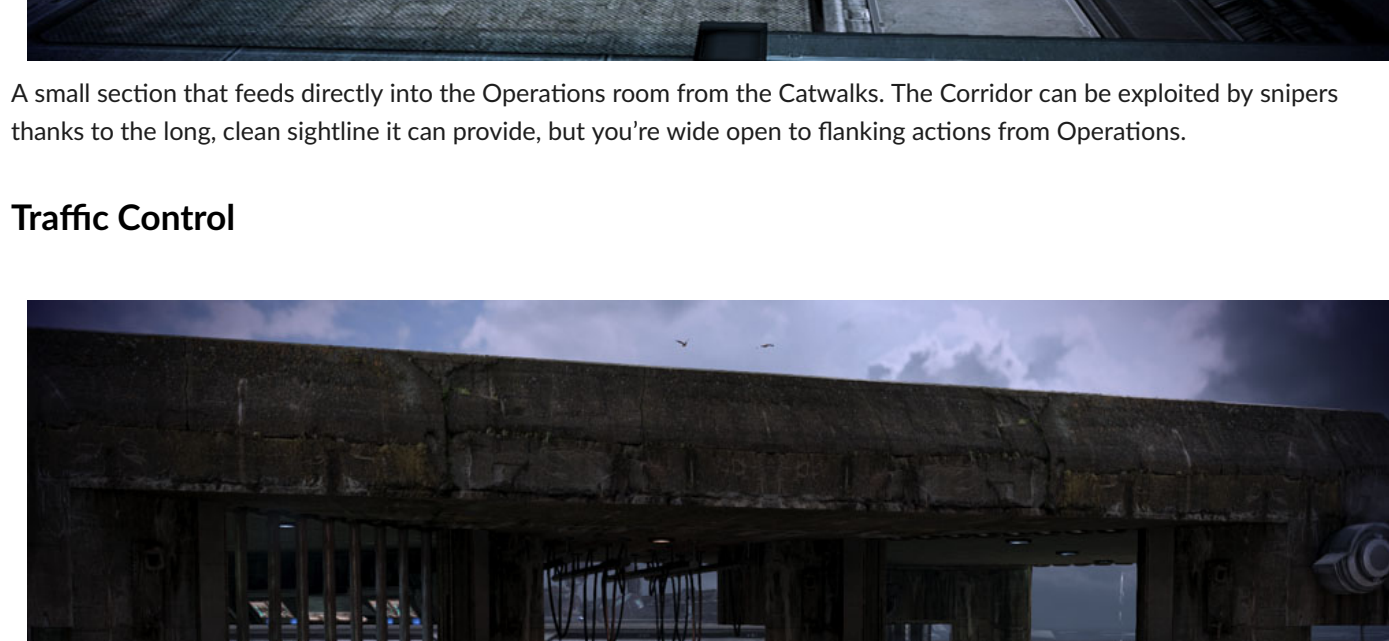 A small section that feeds directly into the Operations room from the Catwalks. The Corridor can be exploited by snipers
thanks to the long, clean sightline it can provide, but you’re wide open to flanking actions from Operations.
Traffic Control